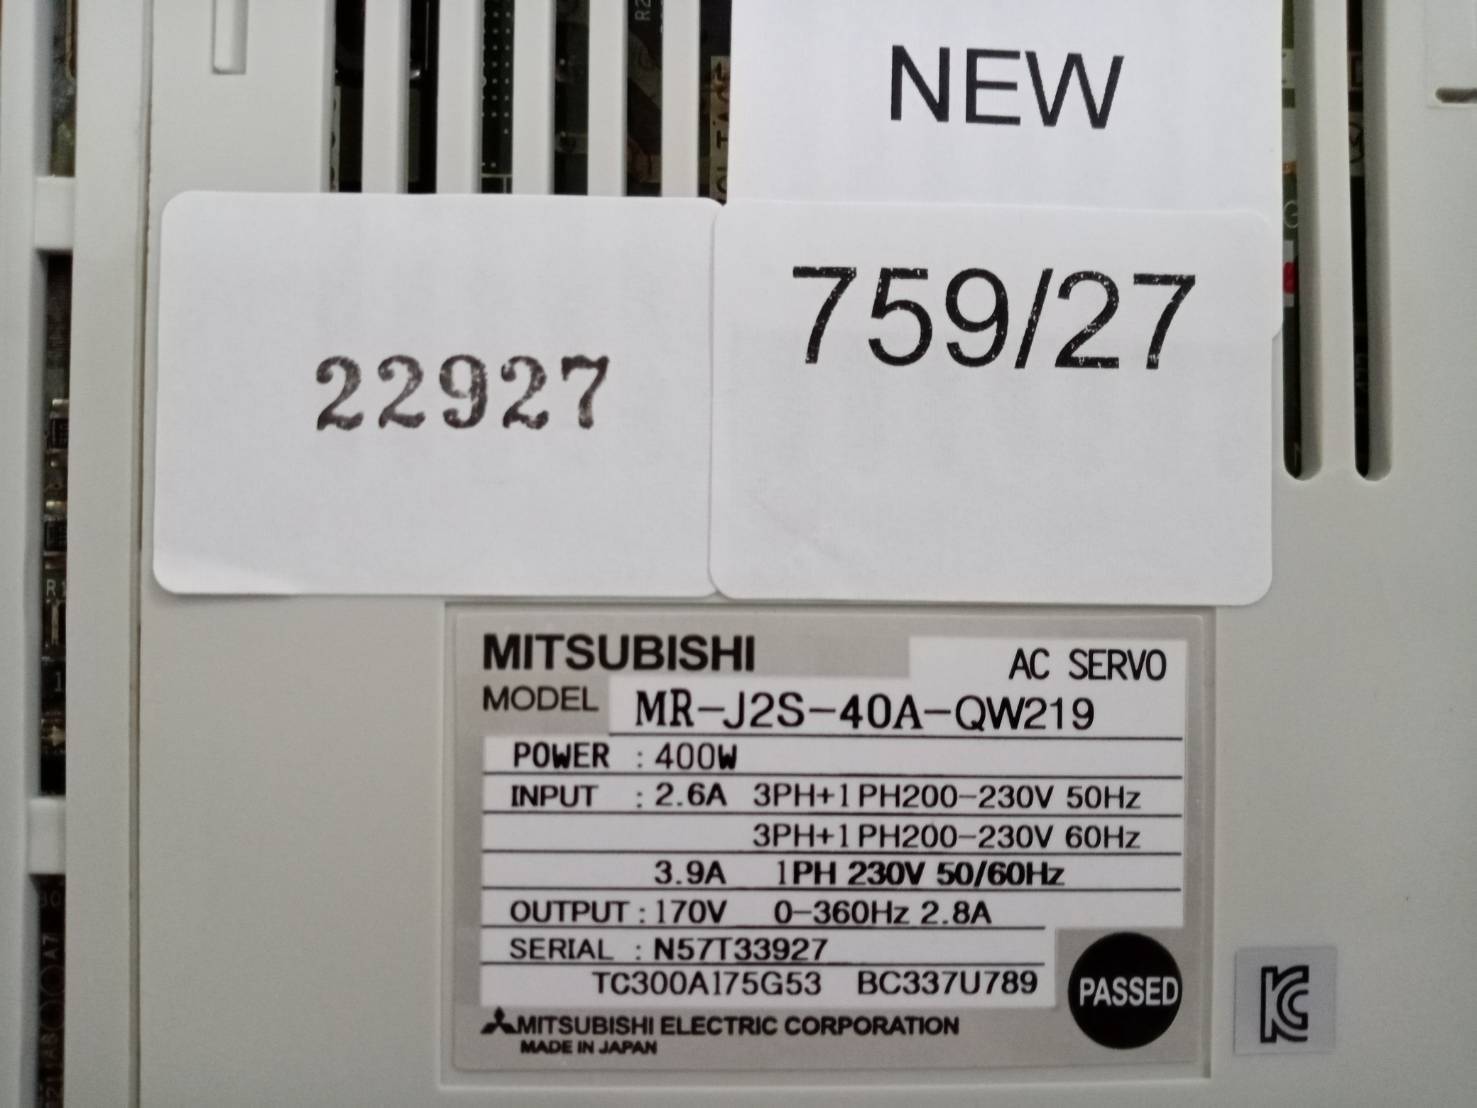 NEW
759/27
22927
MITSUBISHI AC SERVO
MODEL MR-J2S-40A-QW219
POWER : 400W
INPUT : 2.6A 3PH+1PH200-230V 50Hz
3PH+1PH200-230V 60Hz
3.9A 1PH 230V 50/60Hz
OUTPUT : 170V 0-360Hz 2.8A
SERIAL : N57T33927
TC300A175G53 BC337U789
PASSED
MITSUBISHI ELECTRIC CORPORATION
MADE IN JAPAN
KC